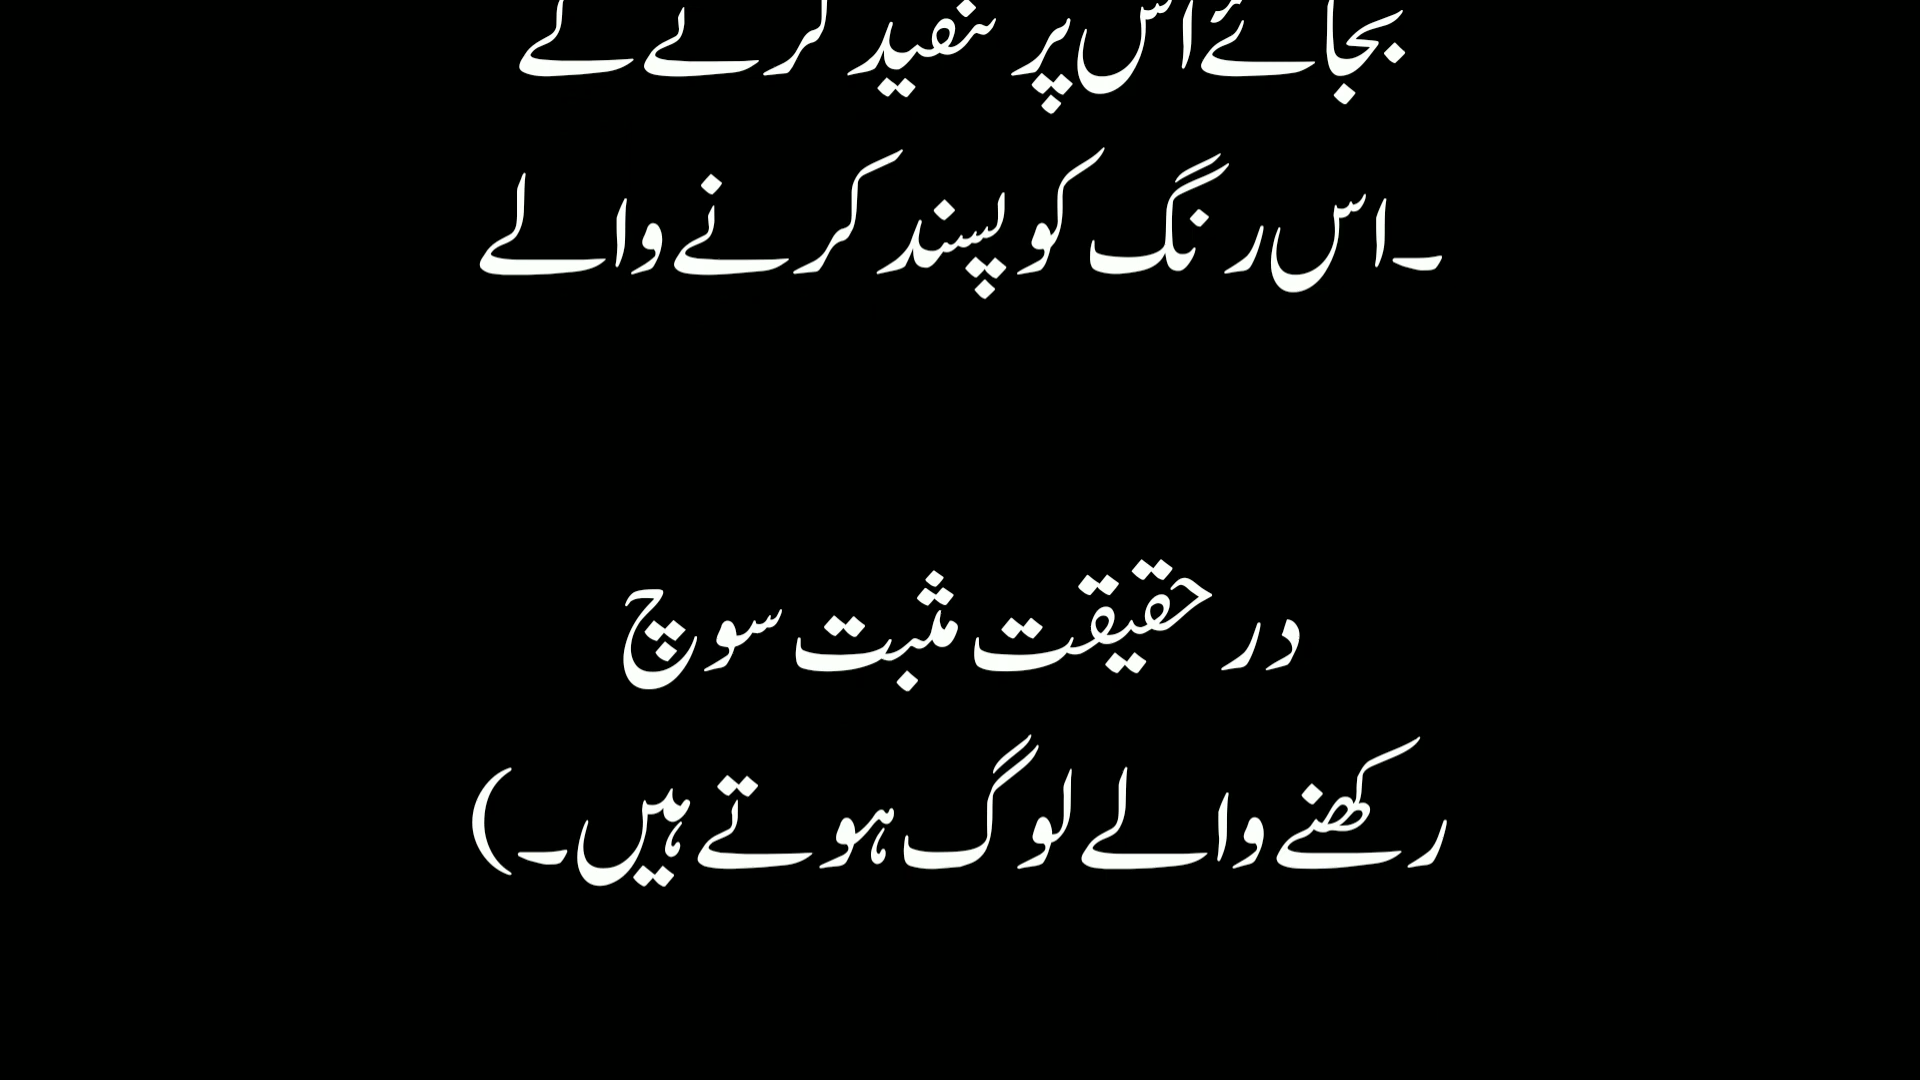 بجائے اس پر تنقید کرنے کے
۔اس رنگ کو پسند کرنے والے
در حقیقت مثبت سوچ
رکھنے والے لوگ ہوتے ہیں۔)